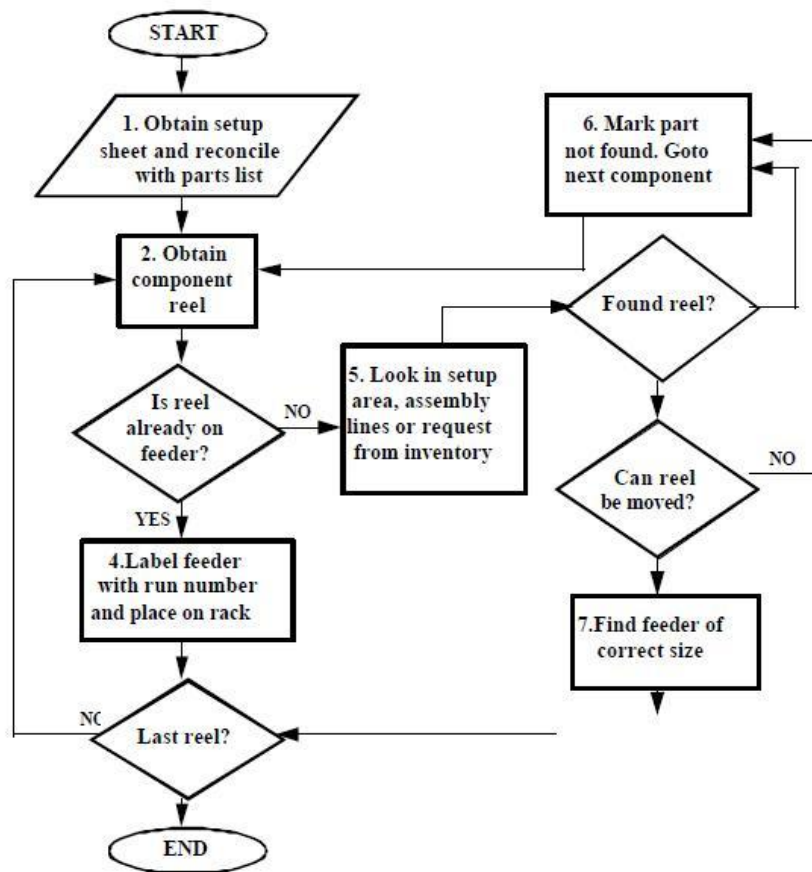 START
1. Obtain setup
sheet and reconcile
with parts list
2. Obtain
component
reel
Is reel
already on
feeder?
NO
YES
4.Label feeder
with run number
and place on rack
Last reel?
NO
END
5. Look in setup
area, assembly
lines or request
from inventory
6. Mark part
not found. Goto
next component
Found reel?
Can reel
be moved?
NO
7.Find feeder of
correct size